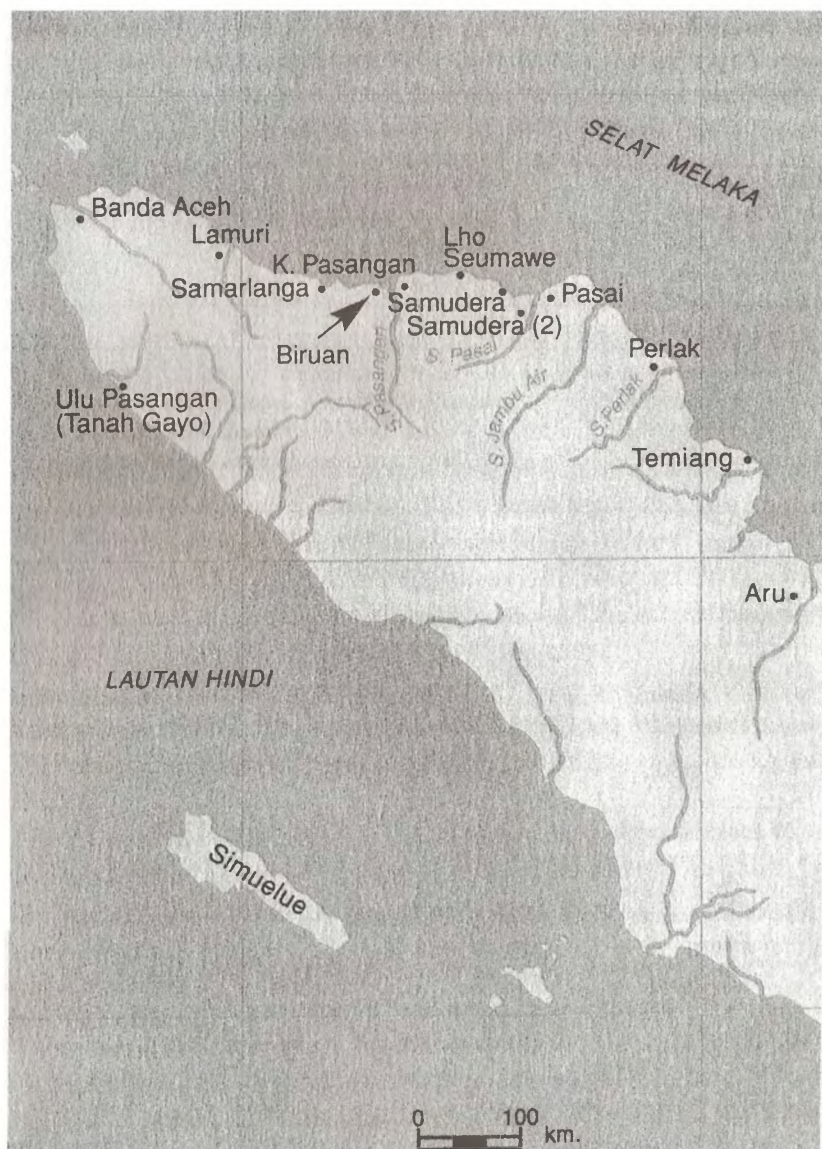 SELAT MELAKA
Banda Aceh
Lamuri
Lho
Seumawe
K. Pasangan
Samarlanga
Samudera
Pasai
Samudera (2)
Biruan
S. Pasangan
S. Pasai
S. Jambu Air
S. Perlak
Perlak
Ulu Pasangan
(Tanah Gayo)
Temiang
Aru
LAUTAN HINDI
Simuelue
0 100
km.